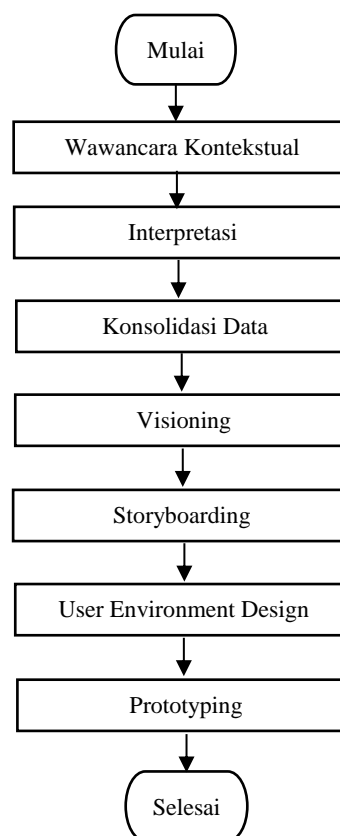 Mulai
Wawancara Kontekstual
Interpretasi
Konsolidasi Data
Visioning
Storyboarding
User Environment Design
Prototyping
Selesai